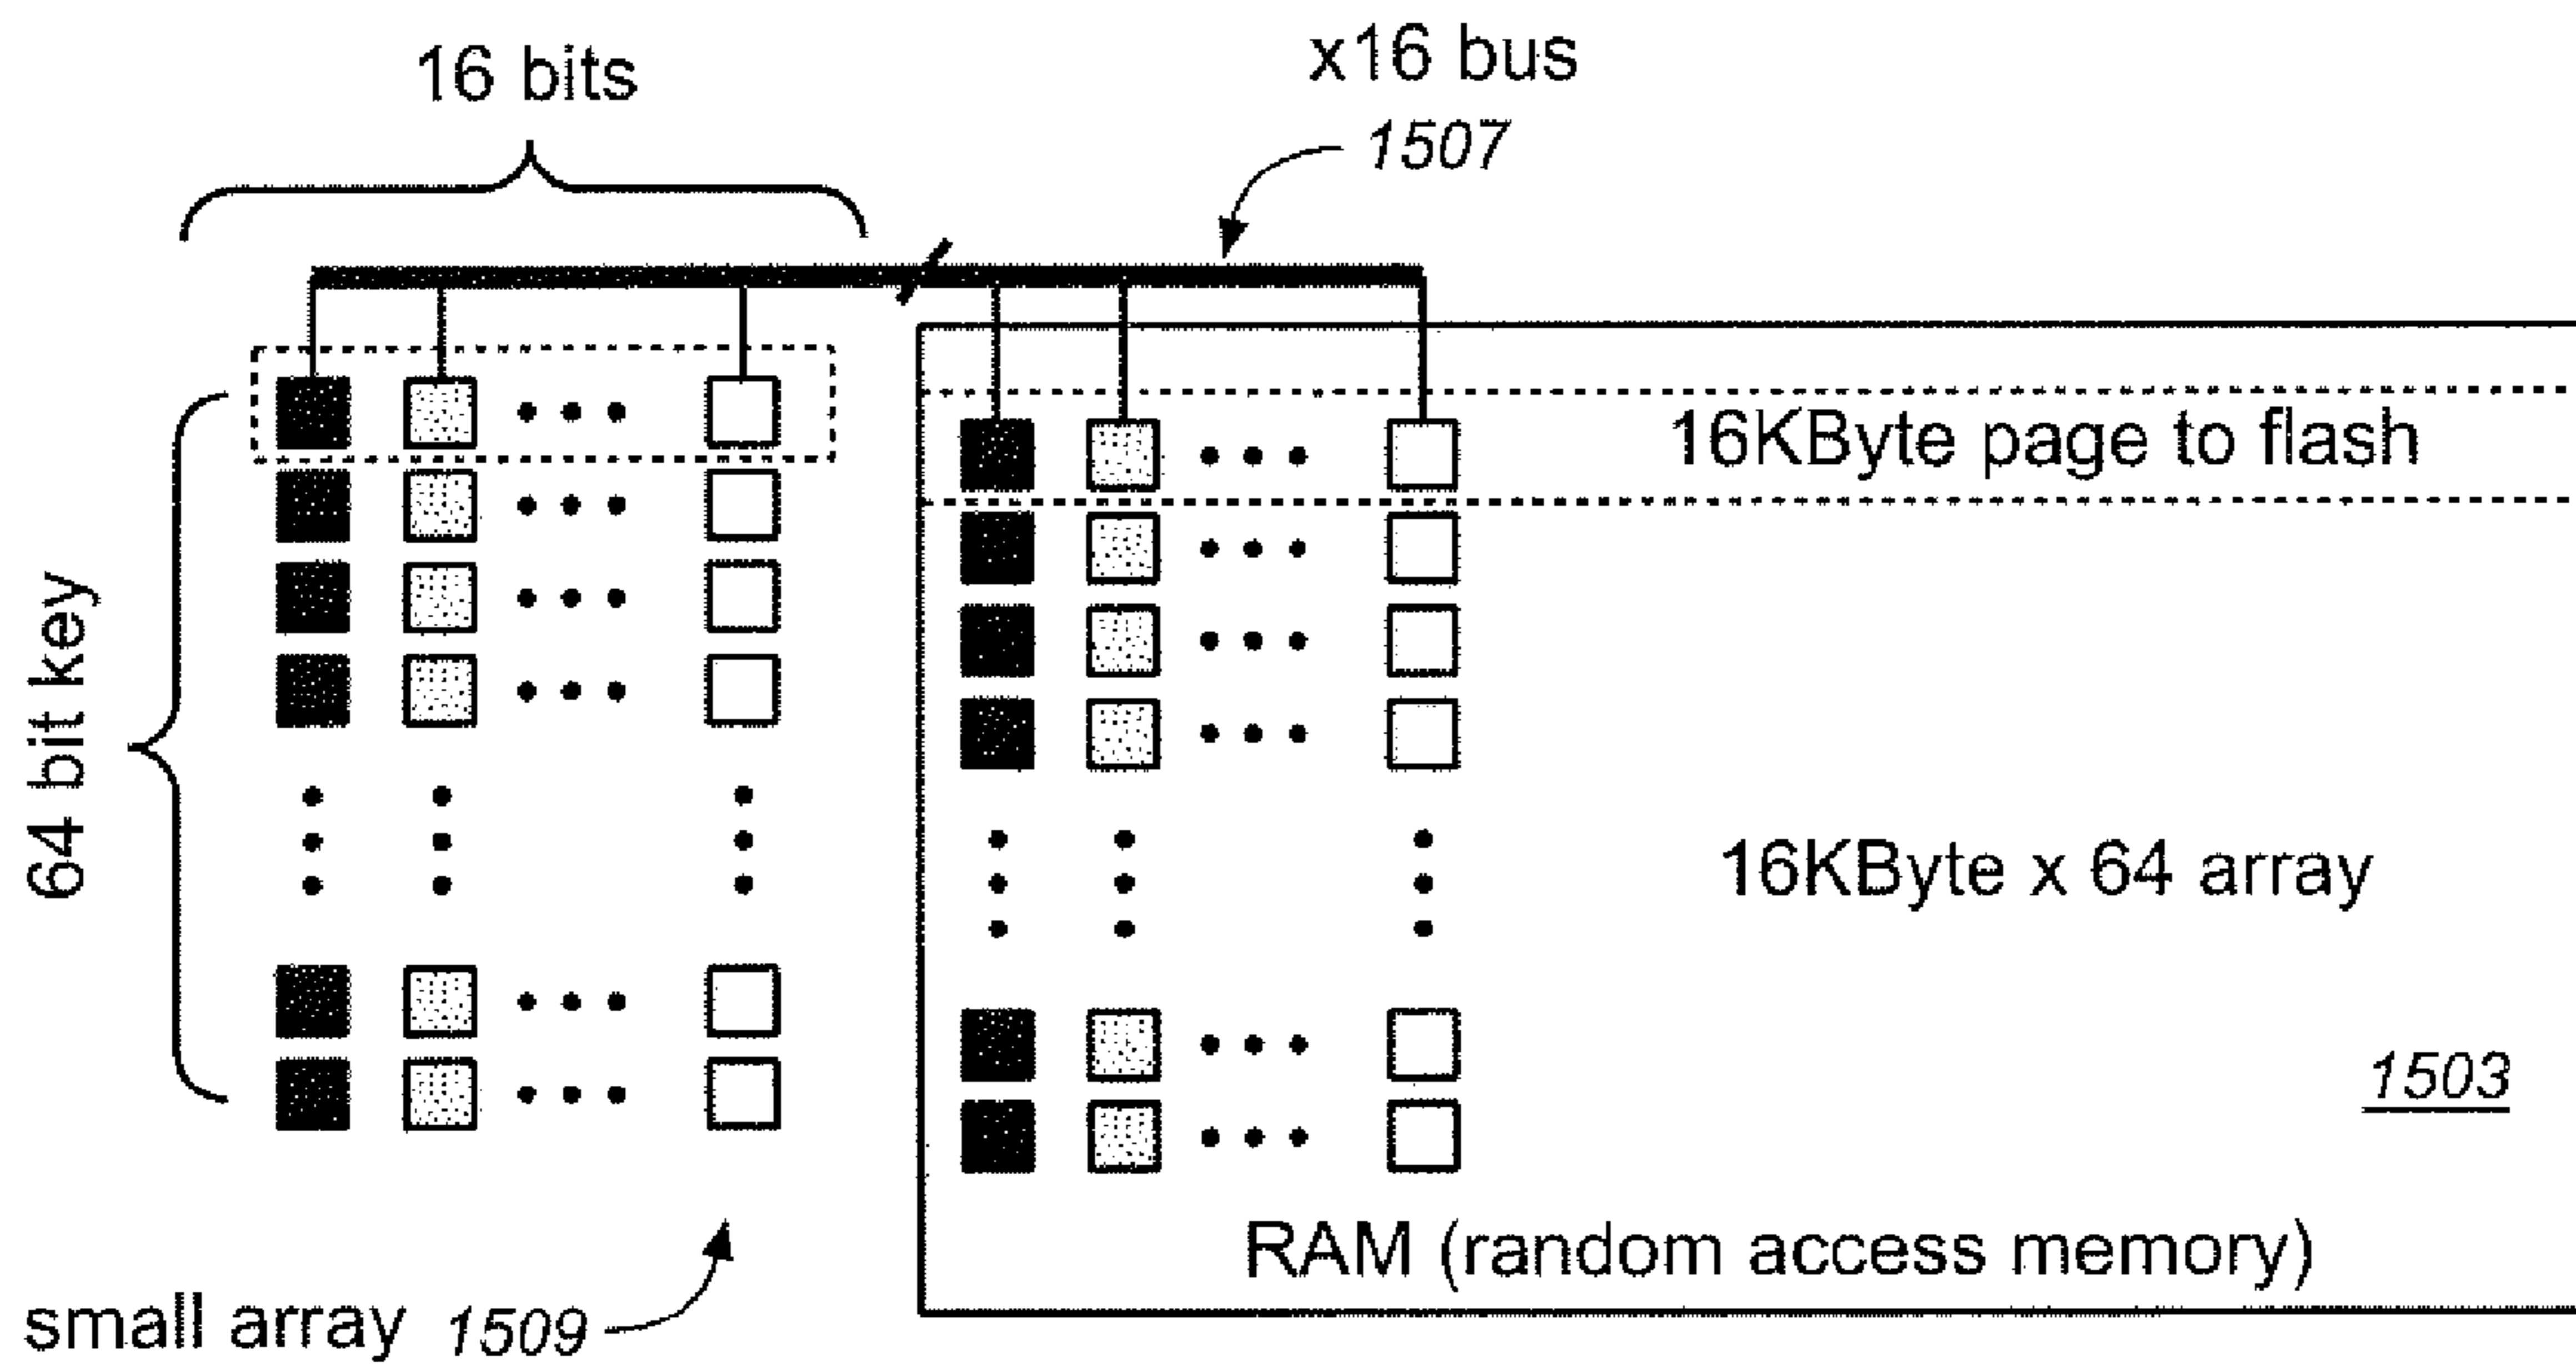 16 bits
x16 bus
1507
16KByte page to flash
64 bit key
16KByte x 64 array
1503
RAM (random access memory)
small array 1509